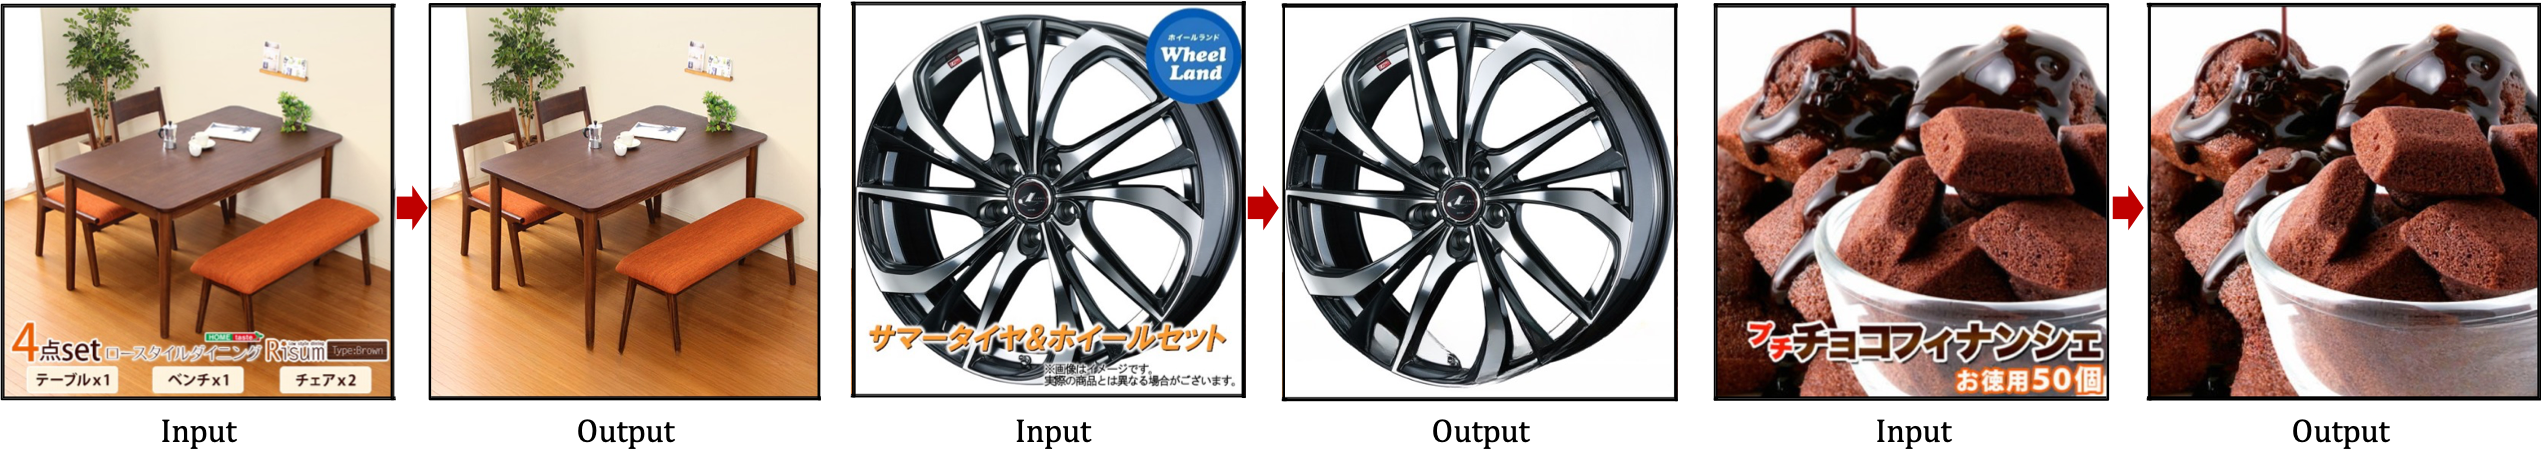 4点set ロースタイルダイニング Risum Type:Brown
HOME taste
テーブルx1 ベンチx1 チェアx2
ホイールランド
Wheel
Land
サマータイヤ&ホイールセット
※画像はイメージです。
実際の商品とは異なる場合がございます。
プチチョコフィナンシェ
お徳用50個
Input Output Input Output Input Output